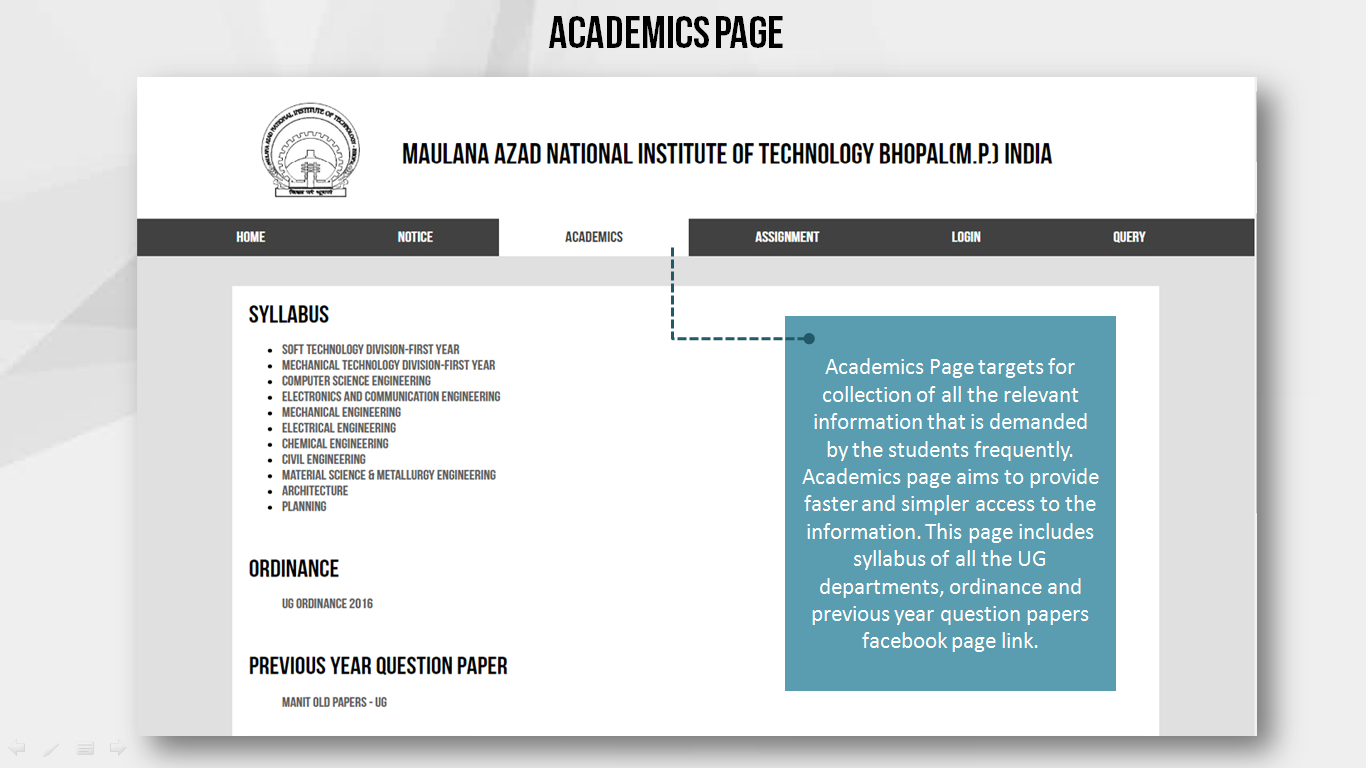 ACADEMICS PAGE
MAULANA AZAD NATIONAL INSTITUTE OF TECHNOLOGY BHOPAL(M.P.) INDIA
HOME NOTICE ACADEMICS ASSIGNMENT LOGIN QUERY
SYLLABUS
SOFT TECHNOLOGY DIVISION-FIRST YEAR
MECHANICAL TECHNOLOGY DIVISION-FIRST YEAR
COMPUTER SCIENCE ENGINEERING
ELECTRONICS AND COMMUNICATION ENGINEERING
MECHANICAL ENGINEERING
ELECTRICAL ENGINEERING
CHEMICAL ENGINEERING
CIVIL ENGINEERING
MATERIAL SCIENCE & METALLURGY ENGINEERING
ARCHITECTURE
PLANNING
ORDINANCE
UG ORDINANCE 2016
PREVIOUS YEAR QUESTION PAPER
MANIT OLD PAPERS - UG
Academics Page targets for
collection of all the relevant
information that is demanded
by the students frequently.
Academics page aims to provide
faster and simpler access to the
information. This page includes
syllabus of all the UG
departments, ordinance and
previous year question papers
facebook page link.